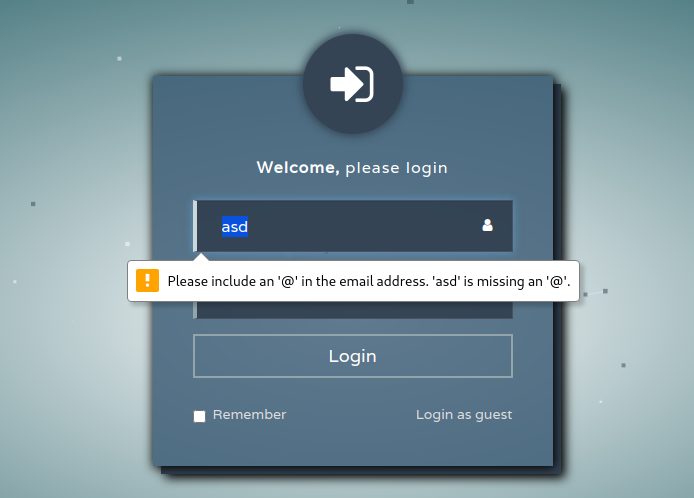 Welcome, please login
asd
Please include an '@' in the email address. 'asd' is missing an '@'.
Login
Remember
Login as guest